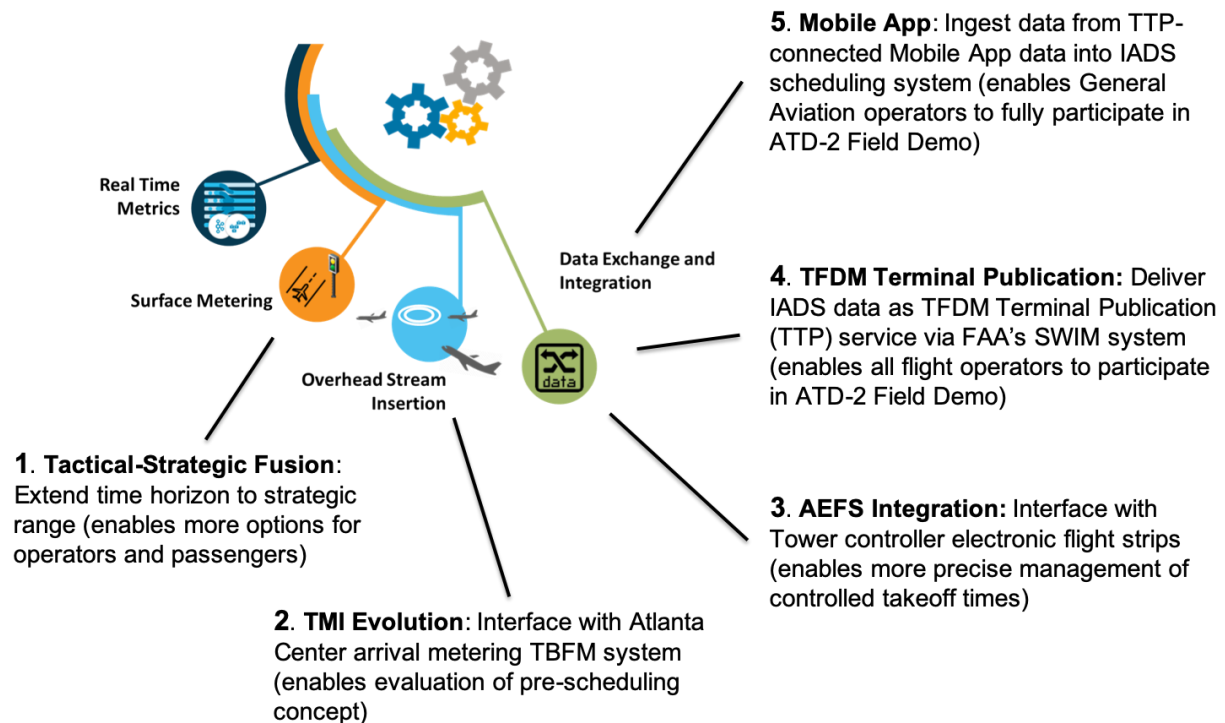 5. Mobile App: Ingest data from TTP-
connected Mobile App data into IADS
scheduling system (enables General
Aviation operators to fully participate in
ATD-2 Field Demo)
Real Time
Metrics
Surface Metering
Overhead Stream
Insertion
Data Exchange and
Integration
data
4. TFDM Terminal Publication: Deliver
IADS data as TFDM Terminal Publication
(TTP) service via FAA’s SWIM system
(enables all flight operators to participate
in ATD-2 Field Demo)
1. Tactical-Strategic Fusion:
Extend time horizon to strategic
range (enables more options for
operators and passengers)
3. AEFS Integration: Interface with
Tower controller electronic flight strips
(enables more precise management of
controlled takeoff times)
2. TMI Evolution: Interface with Atlanta
Center arrival metering TBFM system
(enables evaluation of pre-scheduling
concept)